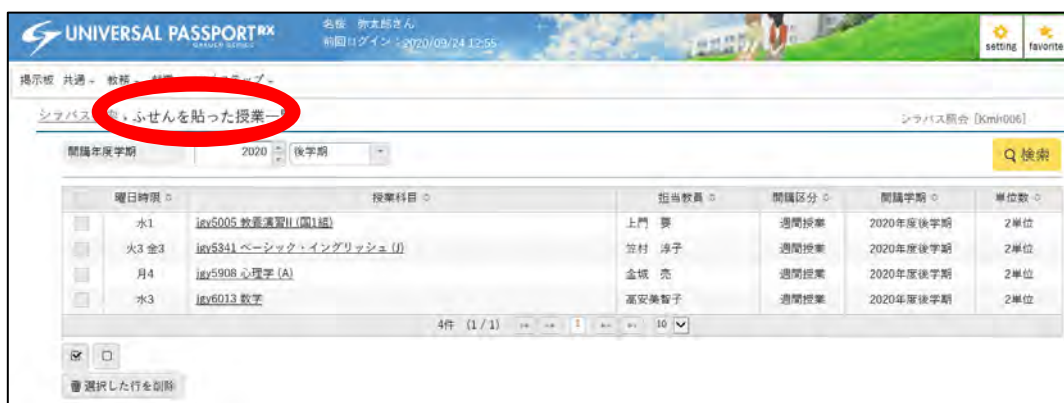 UNIVERSAL PASSPORT RX
名桜 弥太郎さん
前回ログイン：2020/09/24 12:55
setting favorite
掲示板 共通 教務
シラバス ふせんを貼った授業一
シラバス照会 [Kmh006]
開講年度学期 2020 後学期 検索
曜日時限 授業科目 担当教員 開講区分 開講学期 単位数
水1 igy5005 教養演習II (国1組) 上門 要 週間授業 2020年度後学期 2単位
火3 金3 igy5341 ベーシック・イングリッシュ (J) 笠村 淳子 週間授業 2020年度後学期 2単位
月4 igy5908 心理学 (A) 金城 亮 週間授業 2020年度後学期 2単位
水3 igy6013 数学 高安美智子 週間授業 2020年度後学期 2単位
4件 (1 / 1) 1 10
選択した行を削除